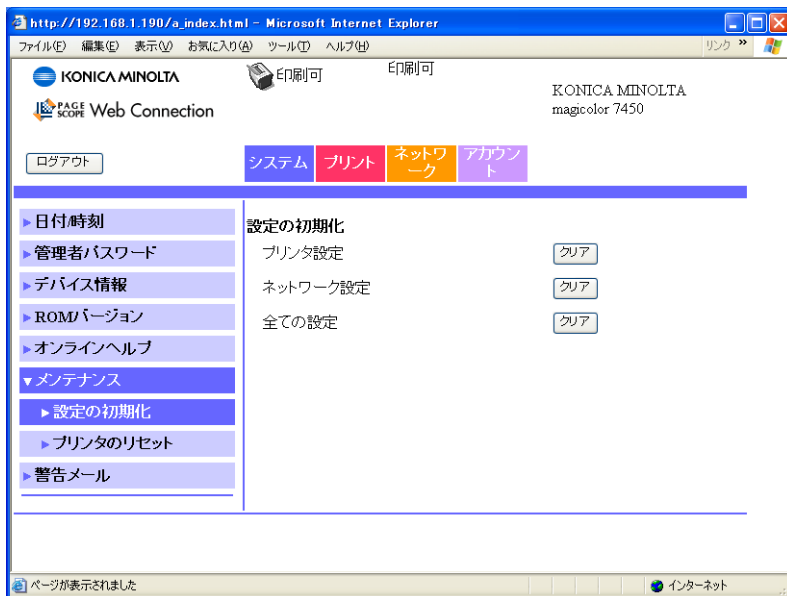 http://192.168.1.190/a_index.html - Microsoft Internet Explorer
ファイル(F) 編集(E) 表示(V) お気に入り(A) ツール(T) ヘルプ(H) リンク »
KONICA MINOLTA
印刷可
印刷可
KONICA MINOLTA
magicolor 7450
PAGE SCOPE Web Connection
ログアウト
システム
プリント
ネットワ
ーク
アカウン
ト
日付/時刻
管理者パスワード
デバイス情報
ROMバージョン
オンラインヘルプ
メンテナンス
設定の初期化
プリンタのリセット
警告メール
設定の初期化
プリンタ設定 クリア
ネットワーク設定 クリア
全ての設定 クリア
ページが表示されました
インターネット